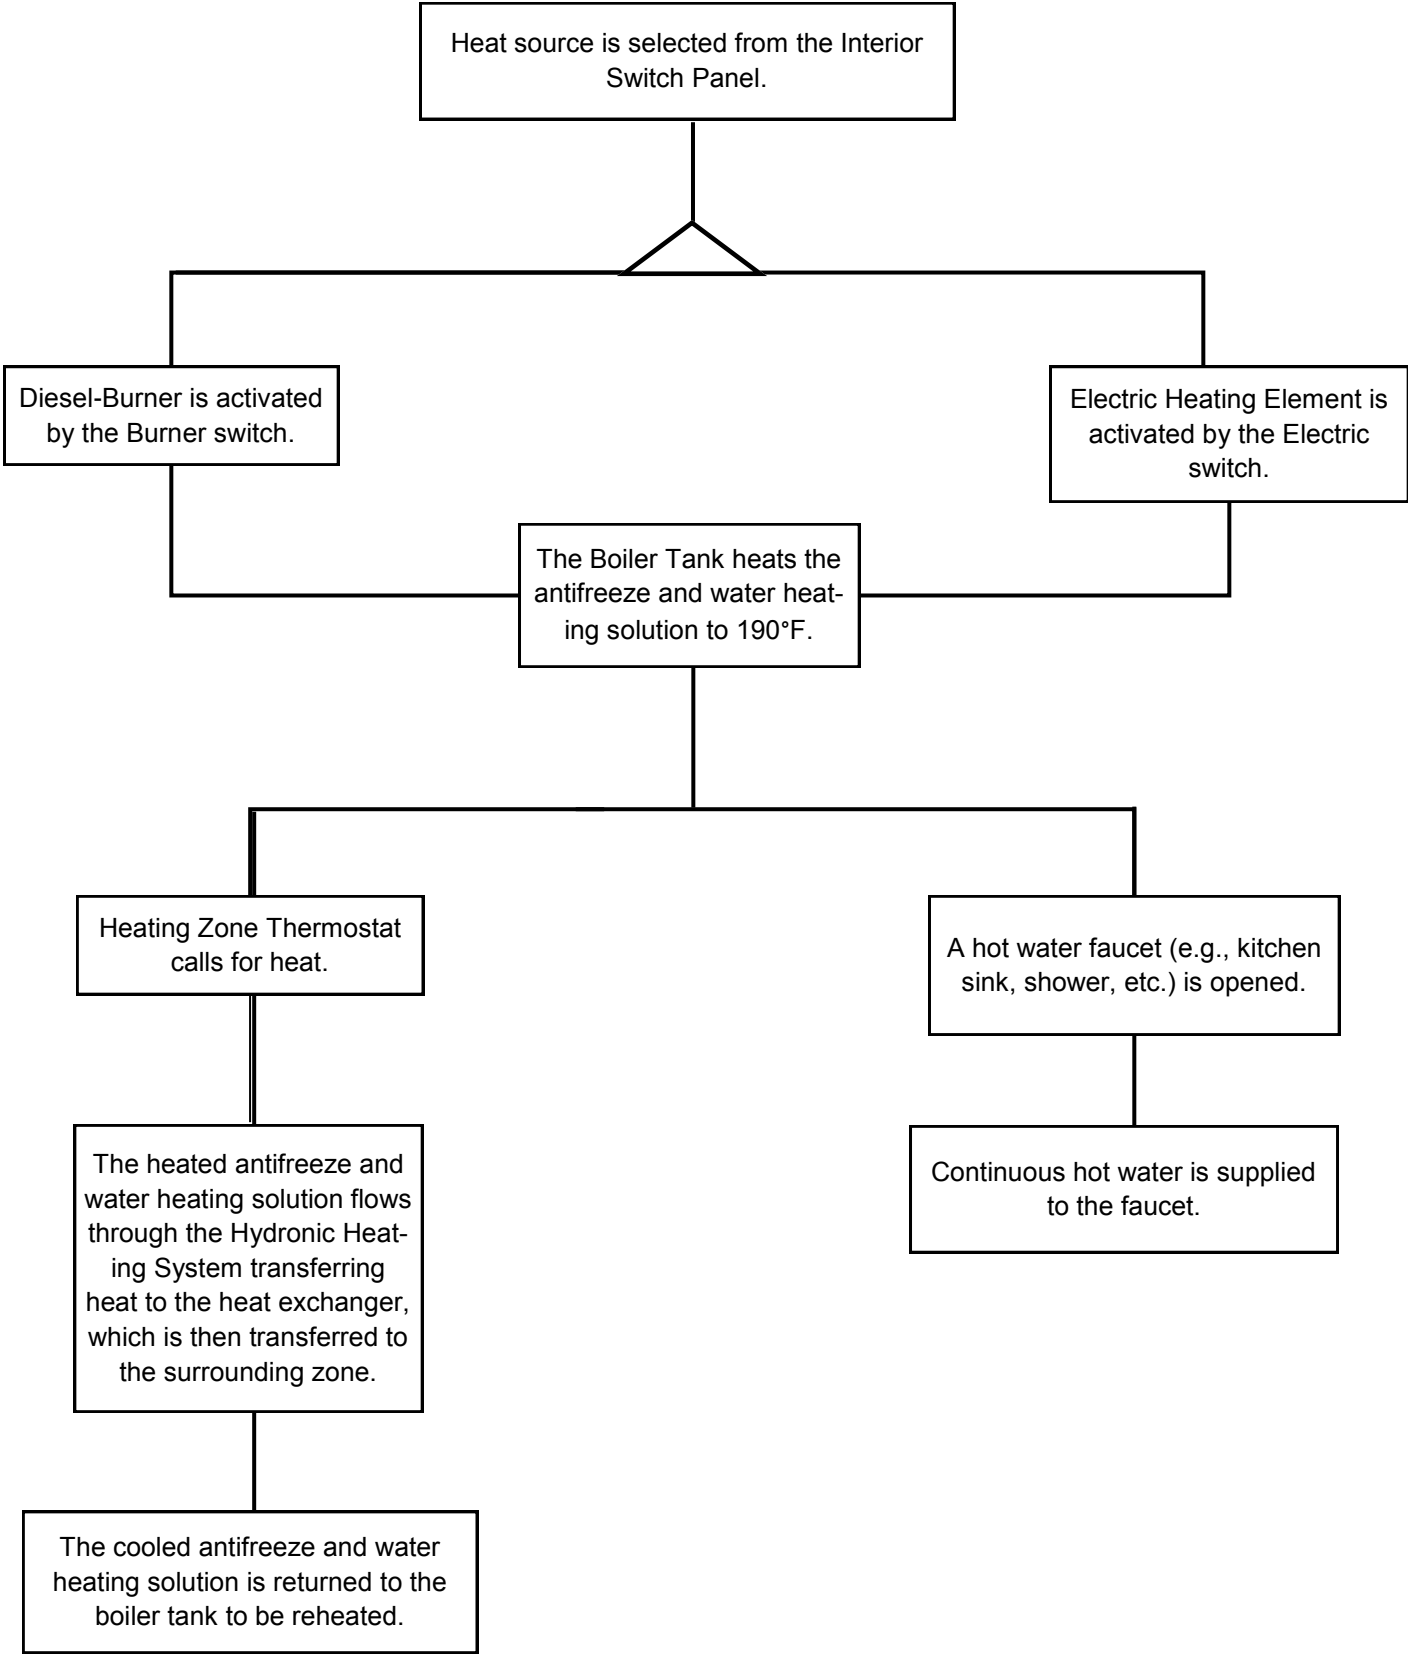 Heat source is selected from the Interior
Switch Panel.
Diesel-Burner is activated
by the Burner switch.
Electric Heating Element is
activated by the Electric
switch.
The Boiler Tank heats the
antifreeze and water heat-
ing solution to 190°F.
Heating Zone Thermostat
calls for heat.
A hot water faucet (e.g., kitchen
sink, shower, etc.) is opened.
The heated antifreeze and
water heating solution flows
through the Hydronic Heat-
ing System transferring
heat to the heat exchanger,
which is then transferred to
the surrounding zone.
Continuous hot water is supplied
to the faucet.
The cooled antifreeze and water
heating solution is returned to the
boiler tank to be reheated.